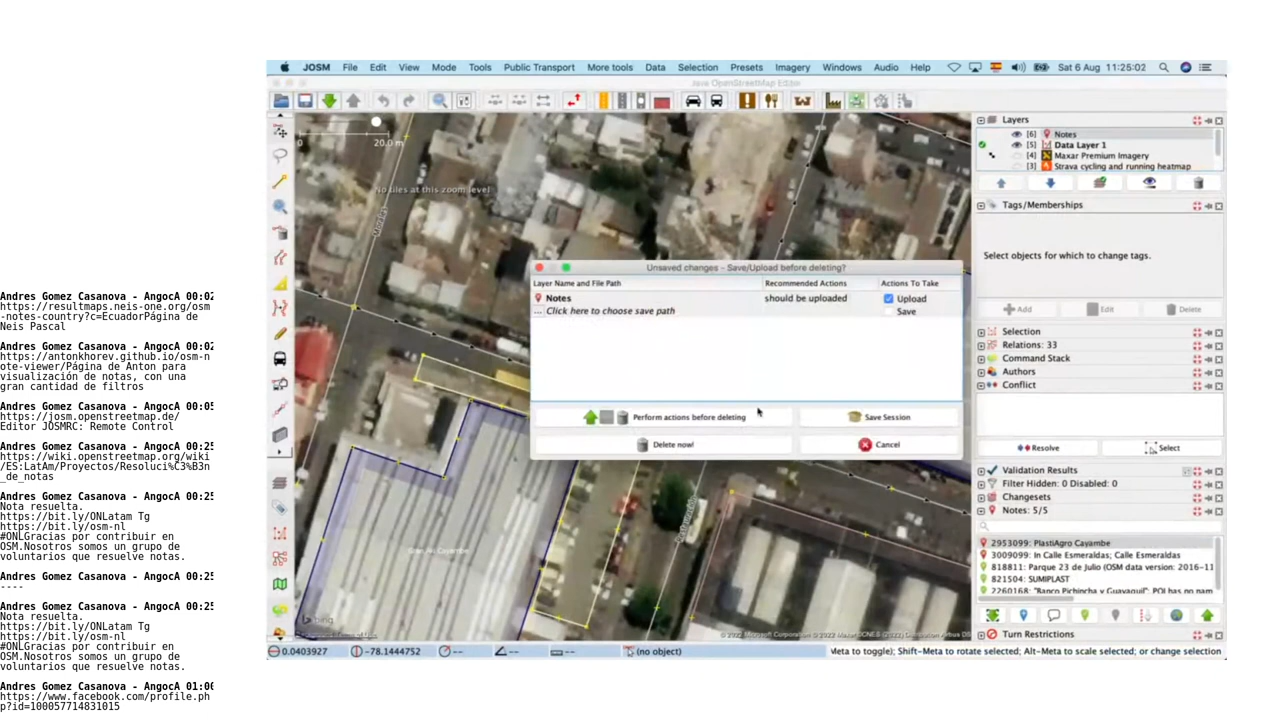 Andres Gomez Casanova - AngocA 00:02
https://resultmaps.neis-one.org/osm
-notes-country?c=EcuadorPágina de
Neis Pascal
Andres Gomez Casanova - AngocA 00:02
https://antonkhorev.github.io/osm-n
ote-viewer/Página de Anton para
visualización de notas, con una
gran cantidad de filtros
Andres Gomez Casanova - AngocA 00:05
https://josm.openstreetmap.de/
Editor JOSMRC: Remote Control
Andres Gomez Casanova - AngocA 00:25
https://wiki.openstreetmap.org/wiki
/ES:LatAm/Proyectos/Resoluci%C3%B3n
_de_notas
Andres Gomez Casanova - AngocA 00:25
Nota resuelta.
https://bit.ly/ONLatam Tg
https://bit.ly/osm-nl
#ONLGracias por contribuir en
OSM.Nosotros somos un grupo de
voluntarios que resuelve notas.
Andres Gomez Casanova - AngocA 00:25
----
Andres Gomez Casanova - AngocA 00:25
Nota resuelta.
https://bit.ly/ONLatam Tg
https://bit.ly/osm-nl
#ONLGracias por contribuir en
OSM.Nosotros somos un grupo de
voluntarios que resuelve notas.
Andres Gomez Casanova - AngocA 01:00
https://www.facebook.com/profile.ph
p?id=100057714831015
JOSM File Edit View Mode Tools Public Transport More tools Data Selection Presets Imagery Windows Audio Help Sat 6 Aug 11:25:02
Java OpenStreetMap Editor
20.0 m
No tiles at this zoom level
Morales
Unsaved changes - Save/Upload before deleting?
Layer Name and File Path Recommended Actions Actions To Take
Notes should be uploaded Upload
... Click here to choose save path Save
Perform actions before deleting Save Session
Delete now! Cancel
Gran Akí Cayambe
bing
Layers
[6] Notes
[5] Data Layer 1
[4] Maxar Premium Imagery
[3] Strava cycling and running heatmap
Tags/Memberships
Select objects for which to change tags.
Add Edit Delete
Selection
Relations: 33
Command Stack
Authors
Conflict
Resolve Select
Validation Results
Filter Hidden: 0 Disabled: 0
Changesets
Notes: 5/5
2953099: PlastiAgro Cayambe
3009099: In Calle Esmeraldas; Calle Esmeraldas
818811: Parque 23 de Julio (OSM data version: 2016-11
821504: SUMIPLAST
2260168: "Banco Pichincha y Guayaquil": POI has no nam
Turn Restrictions
0.0403927 -78.1444752 -- -- -- (no object) Meta to toggle); Shift-Meta to rotate selected; Alt-Meta to scale selected; or change selection